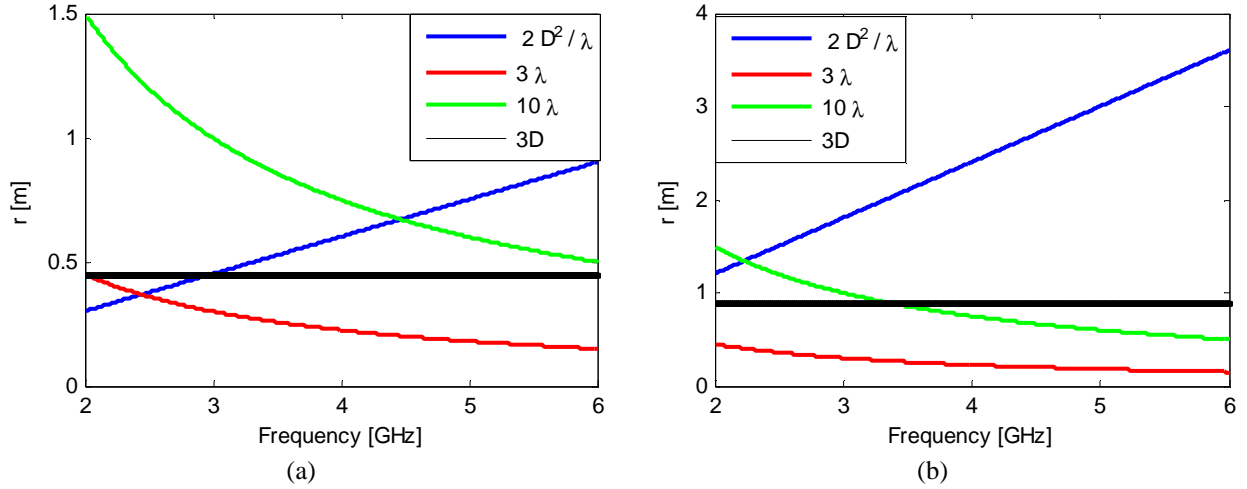 1.5
1
0.5
0
r [m]
2 3 4 5 6
Frequency [GHz]
2 D² / λ
3 λ
10 λ
3D
(a)
4
3
2
1
0
r [m]
2 3 4 5 6
Frequency [GHz]
2 D² / λ
3 λ
10 λ
3D
(b)